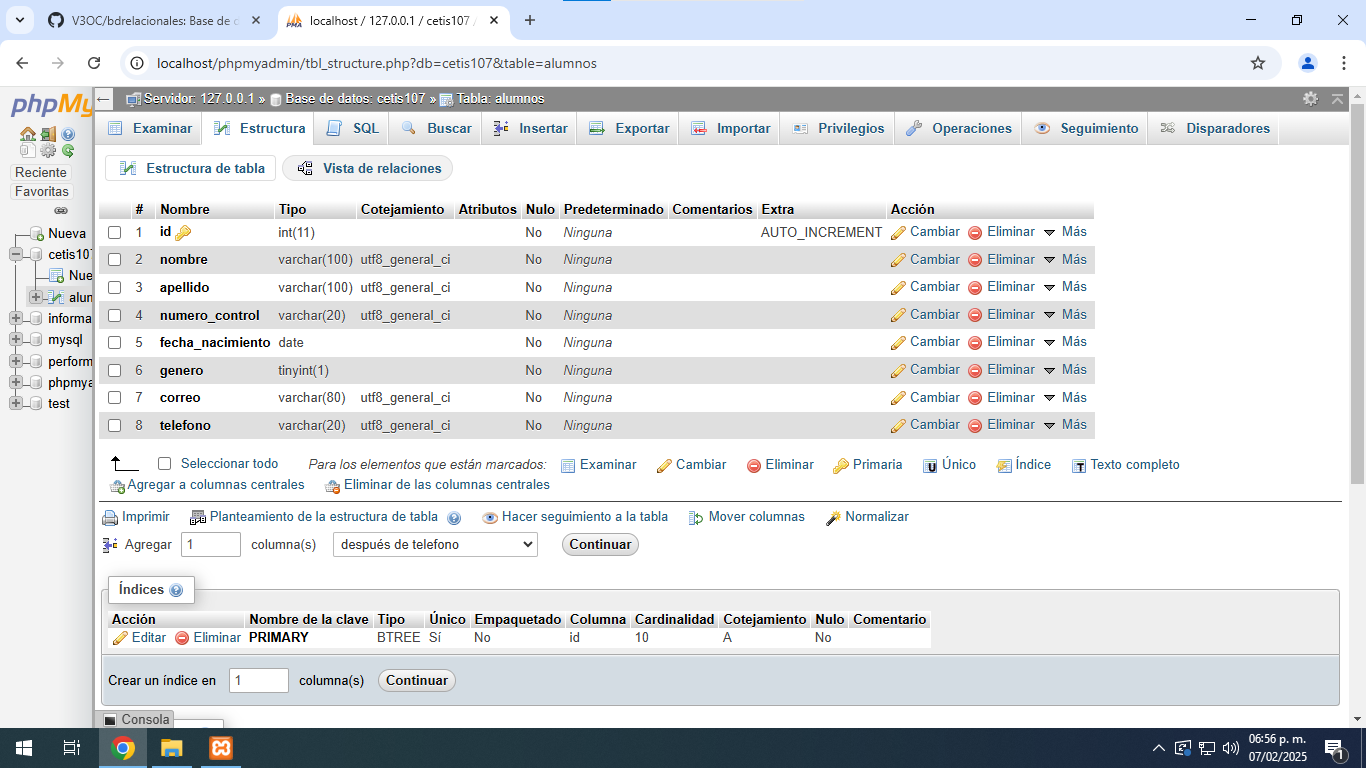 V3OC/bdrelacionales: Base de d
localhost / 127.0.0.1 / cetis107 /
localhost/phpmyadmin/tbl_structure.php?db=cetis107&table=alumnos
phpMy
Reciente
Favoritas
Nueva
cetis107
Nue
alum
informa
mysql
perform
phpmya
test
Servidor: 127.0.0.1 » Base de datos: cetis107 » Tabla: alumnos
Examinar Estructura SQL Buscar Insertar Exportar Importar Privilegios Operaciones Seguimiento Disparadores
Estructura de tabla Vista de relaciones
# Nombre Tipo Cotejamiento Atributos Nulo Predeterminado Comentarios Extra Acción
1 id int(11) No Ninguna AUTO_INCREMENT Cambiar Eliminar Más
2 nombre varchar(100) utf8_general_ci No Ninguna Cambiar Eliminar Más
3 apellido varchar(100) utf8_general_ci No Ninguna Cambiar Eliminar Más
4 numero_control varchar(20) utf8_general_ci No Ninguna Cambiar Eliminar Más
5 fecha_nacimiento date No Ninguna Cambiar Eliminar Más
6 genero tinyint(1) No Ninguna Cambiar Eliminar Más
7 correo varchar(80) utf8_general_ci No Ninguna Cambiar Eliminar Más
8 telefono varchar(20) utf8_general_ci No Ninguna Cambiar Eliminar Más
Seleccionar todo Para los elementos que están marcados: Examinar Cambiar Eliminar Primaria Único Índice Texto completo
Agregar a columnas centrales Eliminar de las columnas centrales
Imprimir Planteamiento de la estructura de tabla Hacer seguimiento a la tabla Mover columnas Normalizar
Agregar 1 columna(s) después de telefono Continuar
Índices
Acción Nombre de la clave Tipo Único Empaquetado Columna Cardinalidad Cotejamiento Nulo Comentario
Editar Eliminar PRIMARY BTREE Sí No id 10 A No
Crear un índice en 1 columna(s) Continuar
Consola
06:56 p. m.
07/02/2025
1